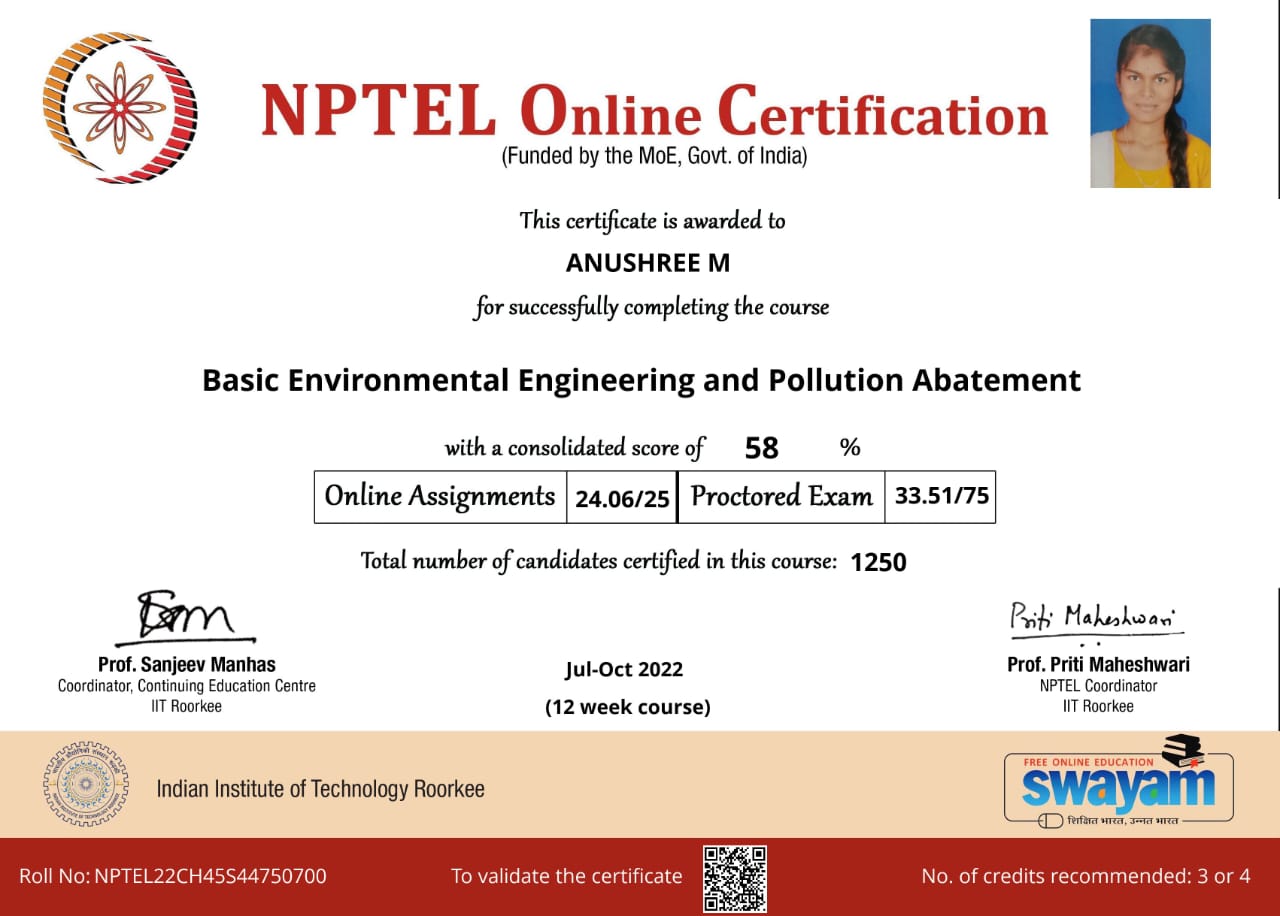 NPTEL Online Certification
(Funded by the MoE, Govt. of India)
This certificate is awarded to
ANUSHREE M
for successfully completing the course
Basic Environmental Engineering and Pollution Abatement
with a consolidated score of 58 %
Online Assignments 24.06/25 Proctored Exam 33.51/75
Total number of candidates certified in this course: 1250
Priti Maheshwari
Prof. Sanjeev Manhas
Coordinator, Continuing Education Centre
IIT Roorkee
Jul-Oct 2022
(12 week course)
Prof. Priti Maheshwari
NPTEL Coordinator
IIT Roorkee
Indian Institute of Technology Roorkee
FREE ONLINE EDUCATION
swayam
शिक्षित भारत, उन्नत भारत
Roll No: NPTEL22CH45S44750700
To validate the certificate
No. of credits recommended: 3 or 4